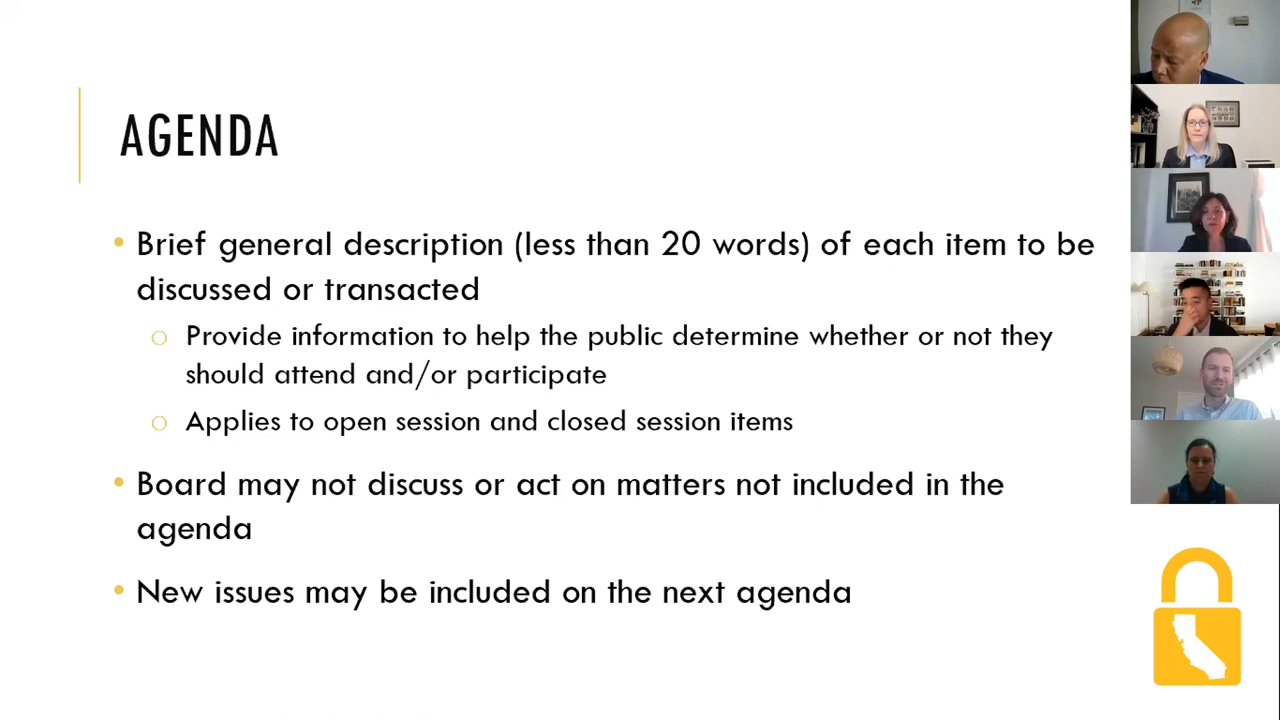 AGENDA
• Brief general description (less than 20 words) of each item to be
discussed or transacted
o Provide information to help the public determine whether or not they
should attend and/or participate
o Applies to open session and closed session items
• Board may not discuss or act on matters not included in the
agenda
• New issues may be included on the next agenda